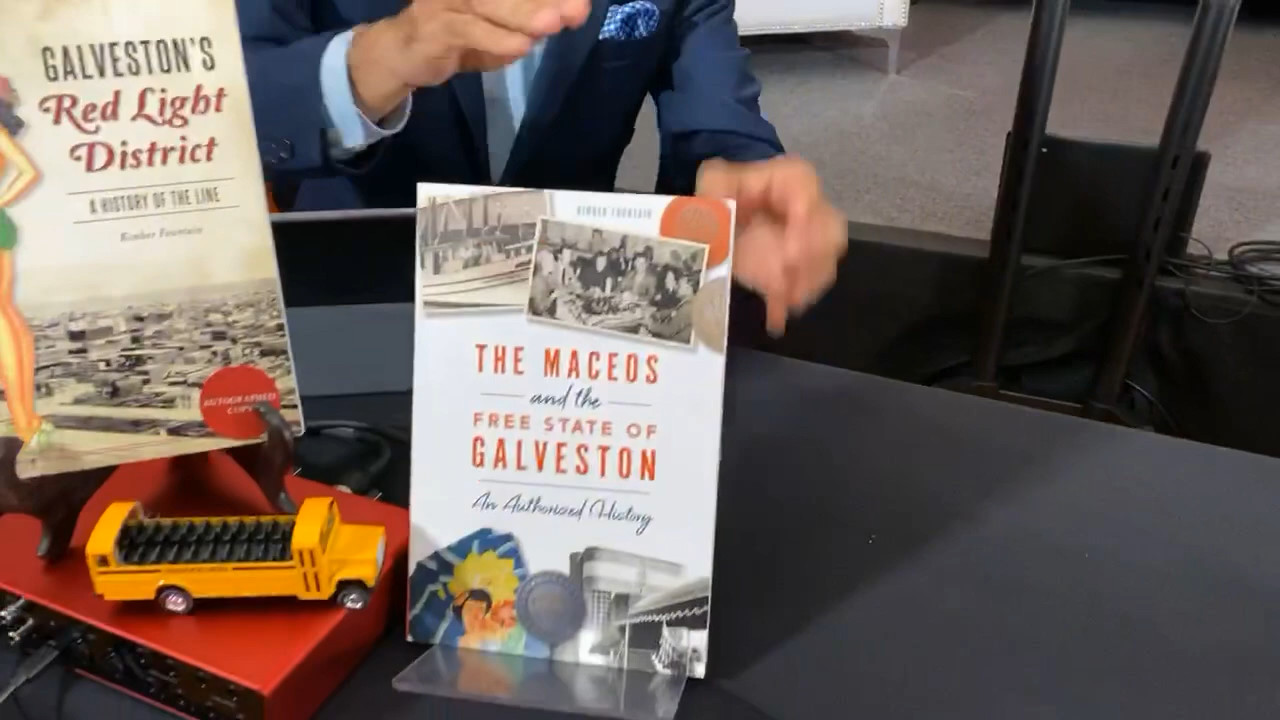 GALVESTON'S
Red Light
District
A HISTORY OF THE LINE
Kimber Fountain
AUTOGRAPHED
COPY
KIMBER FOUNTAIN
THE MACEOS
and the
FREE STATE OF
GALVESTON
An Authorized History